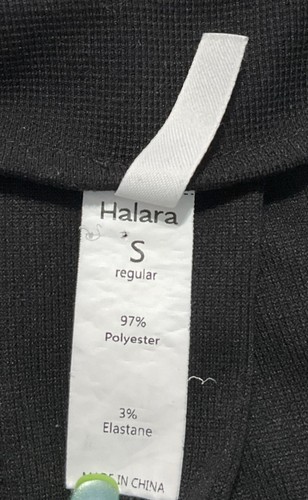 Halara
S
regular
97%
Polyester
3%
Elastane
MADE IN CHINA